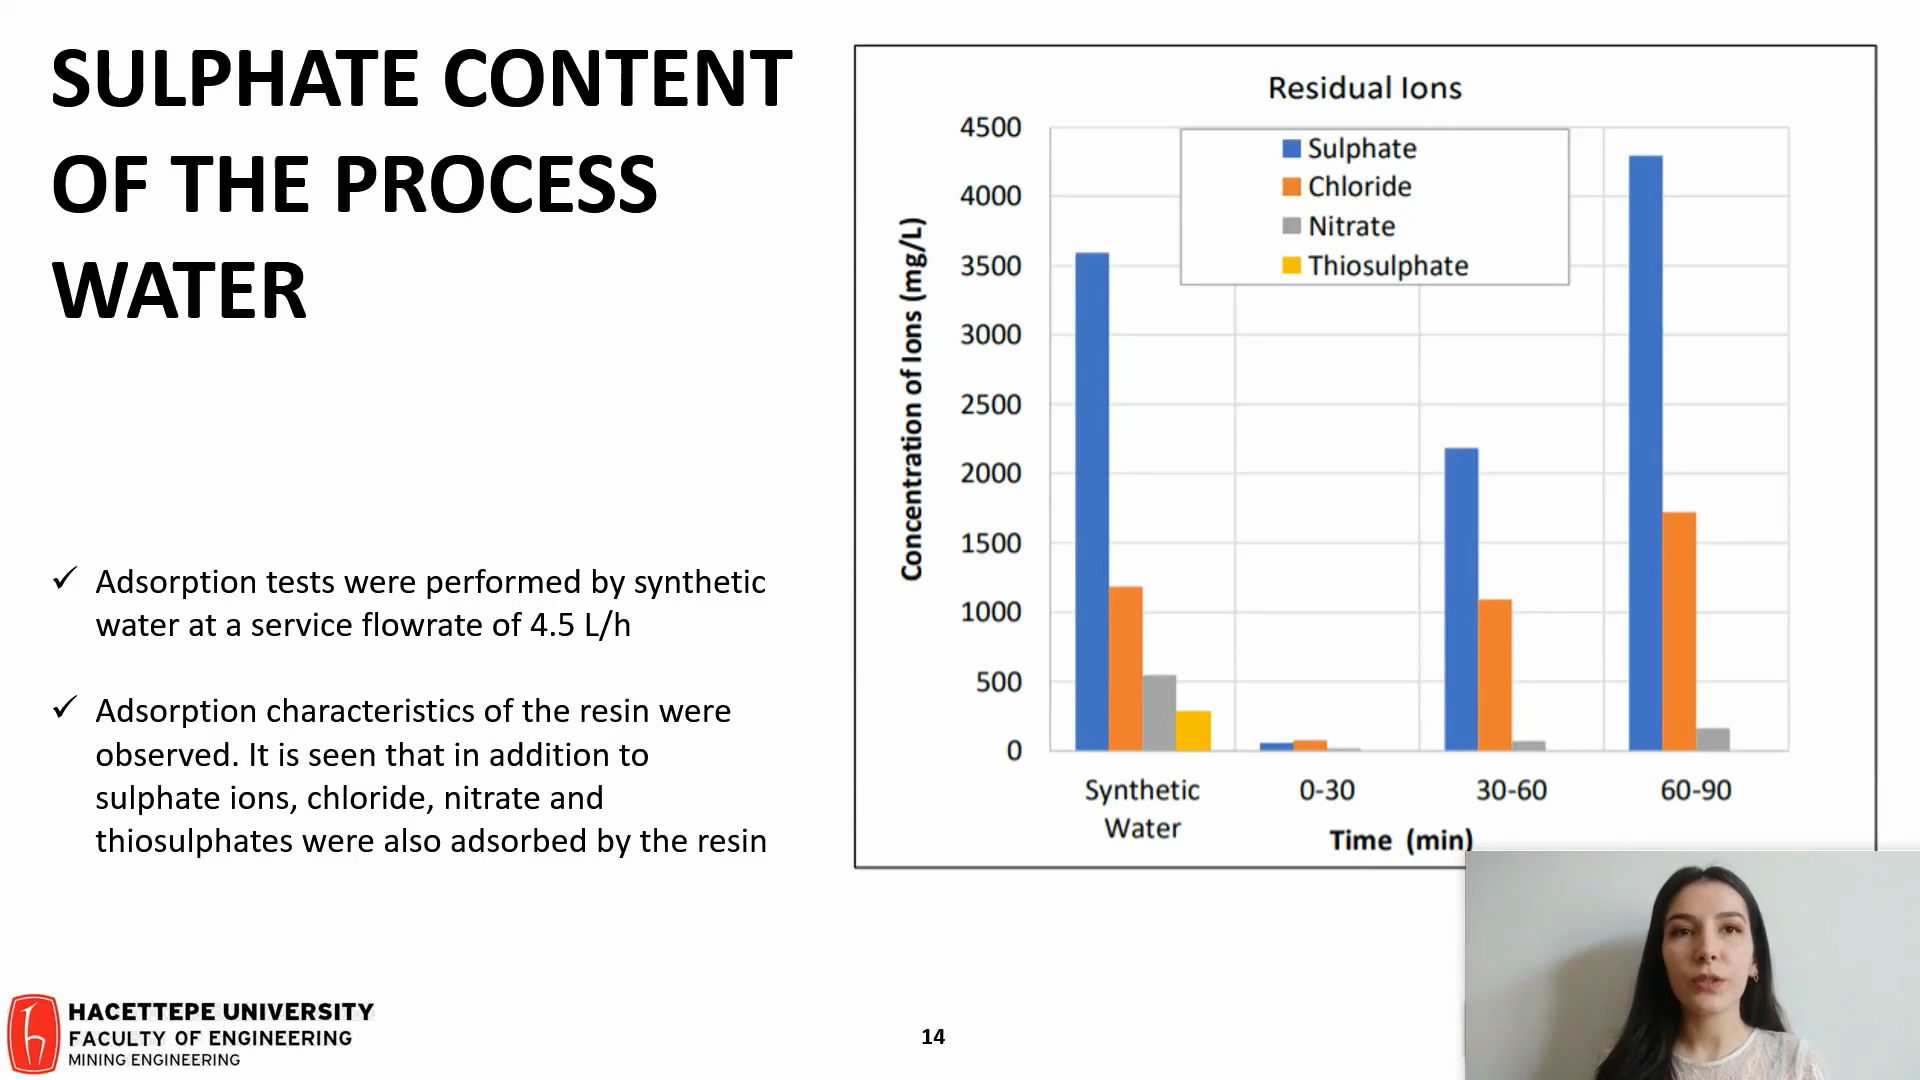 SULPHATE CONTENT
OF THE PROCESS
WATER
✓ Adsorption tests were performed by synthetic
water at a service flowrate of 4.5 L/h
✓ Adsorption characteristics of the resin were
observed. It is seen that in addition to
sulphate ions, chloride, nitrate and
thiosulphates were also adsorbed by the resin
Residual Ions
Sulphate
Chloride
Nitrate
Thiosulphate
Concentration of Ions (mg/L)
4500
4000
3500
3000
2500
2000
1500
1000
500
0
Synthetic
Water
0-30
30-60
60-90
Time (min)
HACETTEPE UNIVERSITY
FACULTY OF ENGINEERING
MINING ENGINEERING
14